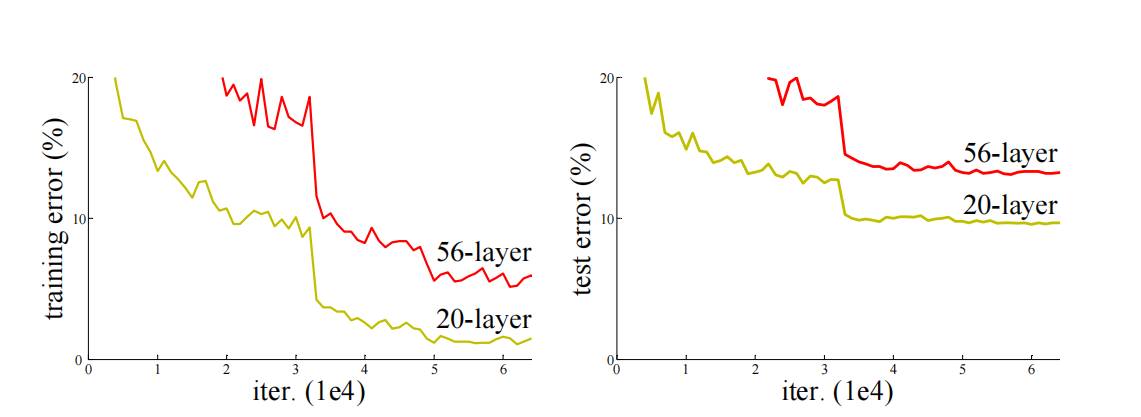 training error (%)
20
10
0
56-layer
20-layer
0 1 2 3 4 5 6
iter. (1e4)
test error (%)
20
10
0
56-layer
20-layer
0 1 2 3 4 5 6
iter. (1e4)